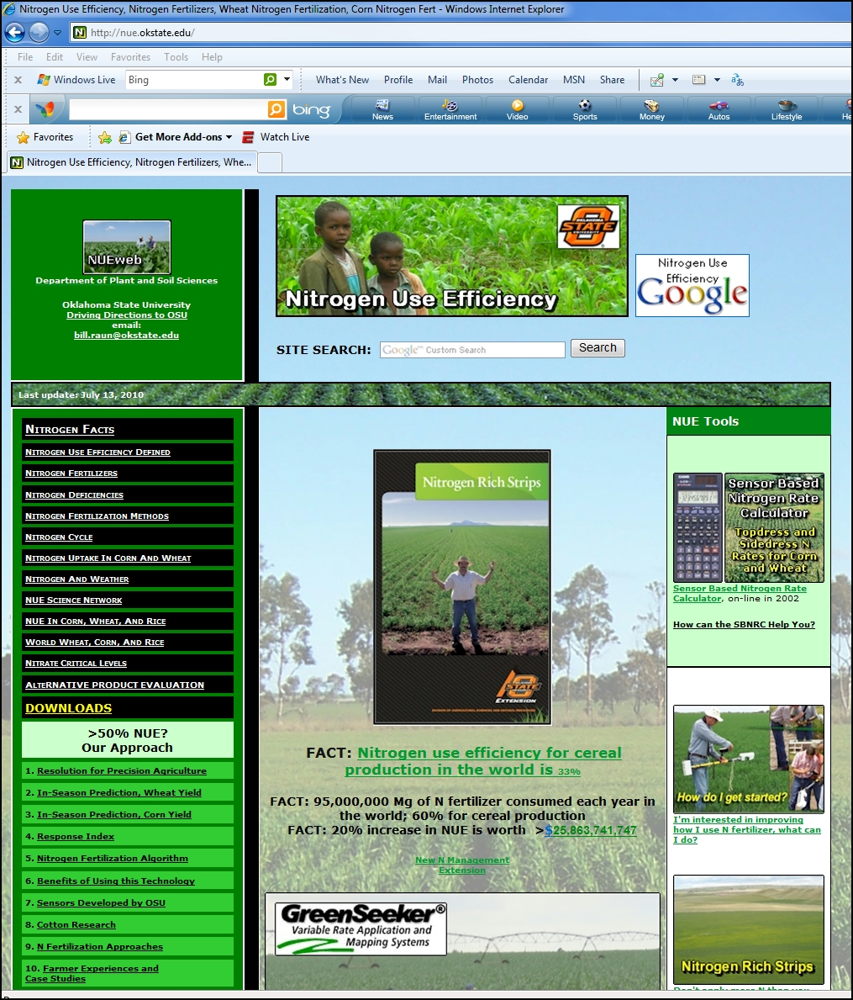 Nitrogen Use Efficiency, Nitrogen Fertilizers, Wheat Nitrogen Fertilization, Corn Nitrogen Fert - Windows Internet Explorer
http://nue.okstate.edu/
File Edit View Favorites Tools Help
x Windows Live Bing What's New Profile Mail Photos Calendar MSN Share
x bing News Entertainment Video Sports Money Autos Lifestyle He
Favorites Get More Add-ons Watch Live
Nitrogen Use Efficiency, Nitrogen Fertilizers, Whe...
NUEweb
Department of Plant and Soil Sciences
Oklahoma State University
Driving Directions to OSU
email:
bill.raun@okstate.edu
OKLAHOMA
STATE
UNIVERSITY
Nitrogen Use Efficiency
Nitrogen Use
Efficiency
Google
SITE SEARCH: Google™ Custom Search Search
Last update: July 13, 2010
Nitrogen Facts
Nitrogen Use Efficiency Defined
Nitrogen Fertilizers
Nitrogen Deficiencies
Nitrogen Fertilization Methods
Nitrogen Cycle
Nitrogen Uptake In Corn And Wheat
Nitrogen And Weather
NUE Science Network
NUE In Corn, Wheat, And Rice
World Wheat, Corn, And Rice
Nitrate Critical Levels
AlteRNATIVE PRODUCT EVALUATION
DOWNLOADS
>50% NUE?
Our Approach
1. Resolution for Precision Agriculture
2. In-Season Prediction, Wheat Yield
3. In-Season Prediction, Corn Yield
4. Response Index
5. Nitrogen Fertilization Algorithm
6. Benefits of Using this Technology
7. Sensors Developed by OSU
8. Cotton Research
9. N Fertilization Approaches
10. Farmer Experiences and
Case Studies
Nitrogen Rich Strips
STATE
EXTENSION
DIVISION OF AGRICULTURAL SCIENCES AND NATURAL RESOURCES
FACT: Nitrogen use efficiency for cereal
production in the world is 33%
FACT: 95,000,000 Mg of N fertilizer consumed each year in
the world; 60% for cereal production
FACT: 20% increase in NUE is worth >$25,863,741,747
New N Management
Extension
GreenSeeker®
Variable Rate Application and
Mapping Systems
NUE Tools
Sensor Based
Nitrogen Rate
Calculator
Topdress and
Sidedress N
Rates for Corn
and Wheat
Sensor Based Nitrogen Rate
Calculator, on-line in 2002
How can the SBNRC Help You?
How do I get started?
I'm interested in improving
how I use N fertilizer, what can
I do?
Nitrogen Rich Strips
Don't apply more N than you